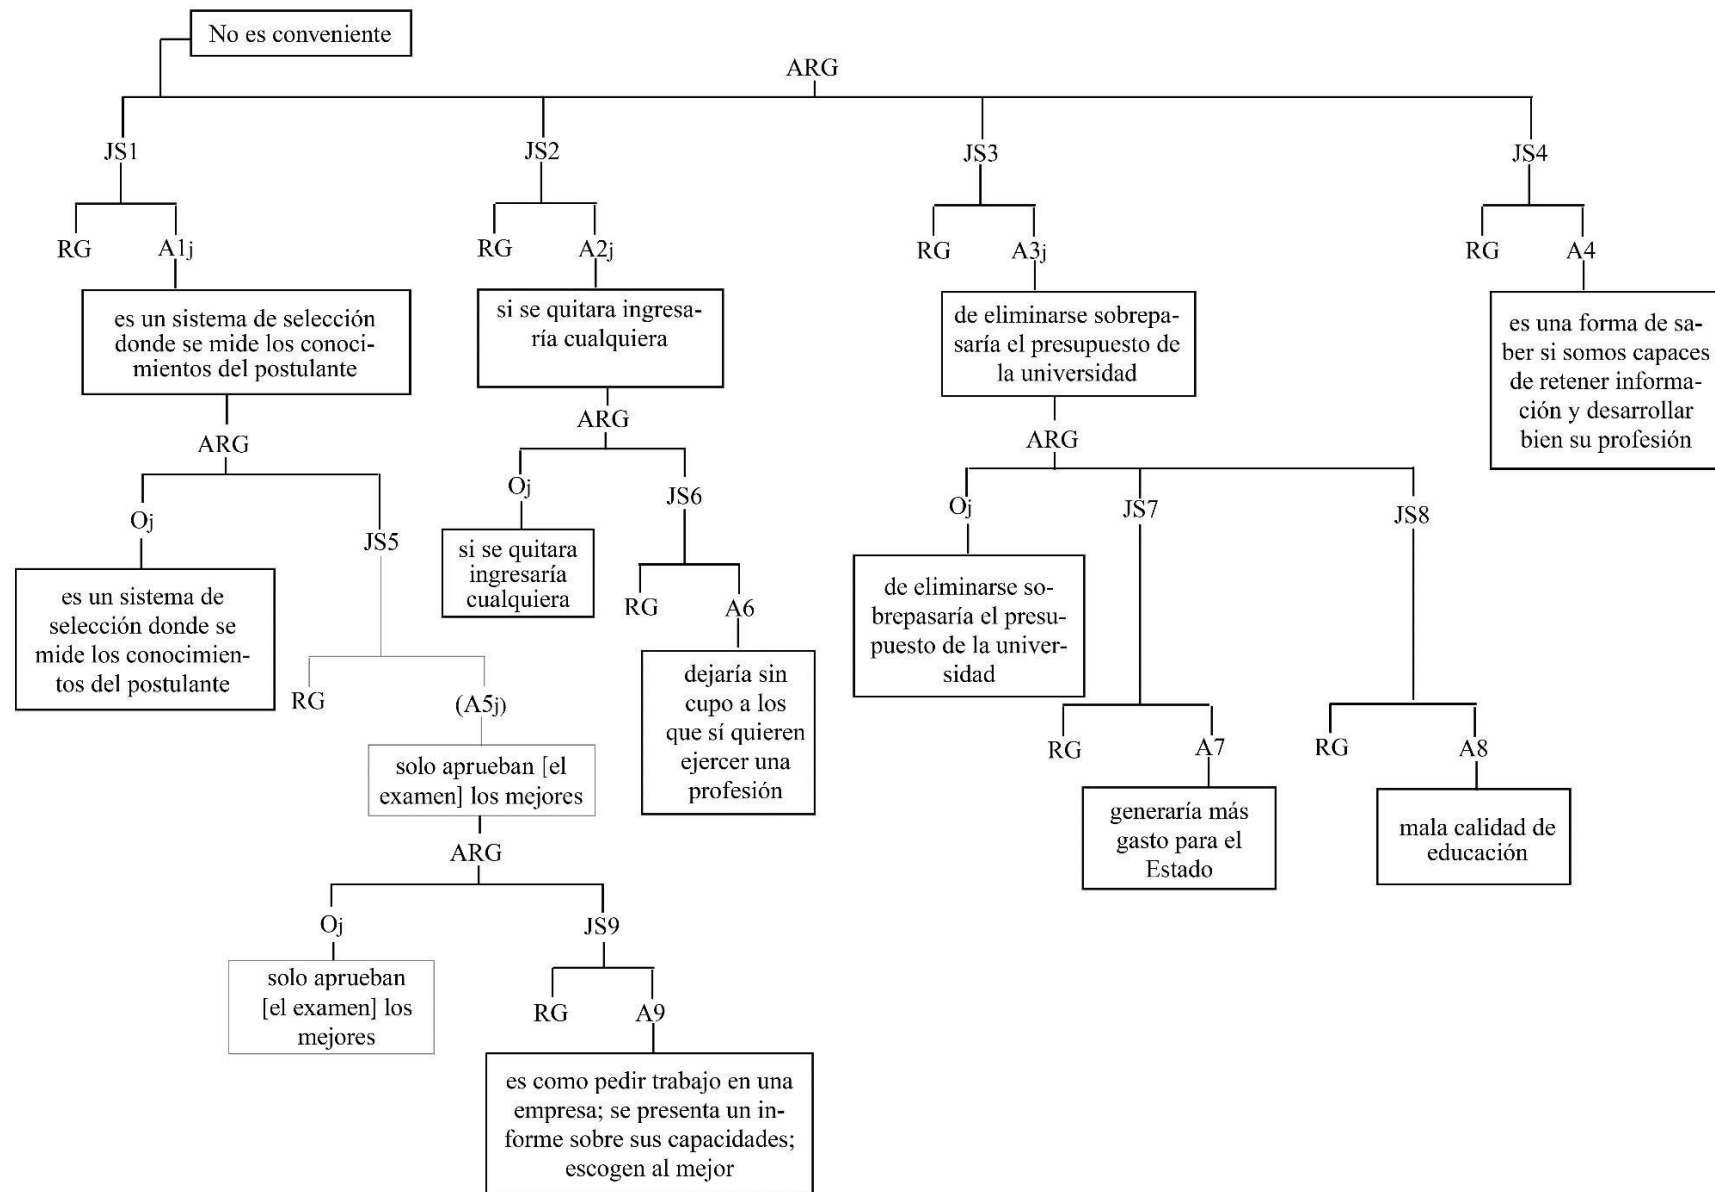 No es conveniente
ARG
JS1
JS2
JS3
JS4
RG
A1j
RG
A2j
RG
A3j
RG
A4
es un sistema de selección
donde se mide los conoci-
mientos del postulante
si se quitara ingresa-
ría cualquiera
de eliminarse sobrepa-
saría el presupuesto de
la universidad
es una forma de sa-
ber si somos capaces
de retener informa-
ción y desarrollar
bien su profesión
ARG
ARG
ARG
Oj
JS5
Oj
JS6
Oj
JS7
JS8
es un sistema de
selección donde se
mide los conocimien-
tos del postulante
si se quitara
ingresaría
cualquiera
de eliminarse so-
brepasaría el presu-
puesto de la univer-
sidad
RG
A6
RG
(A5j)
dejaría sin
cupo a los
que sí quieren
ejercer una
profesión
RG
A7
RG
A8
solo aprueban [el
examen] los mejores
generaría más
gasto para el
Estado
mala calidad de
educación
ARG
Oj
JS9
solo aprueban
[el examen] los
mejores
RG
A9
es como pedir trabajo en una
empresa; se presenta un in-
forme sobre sus capacidades;
escogen al mejor